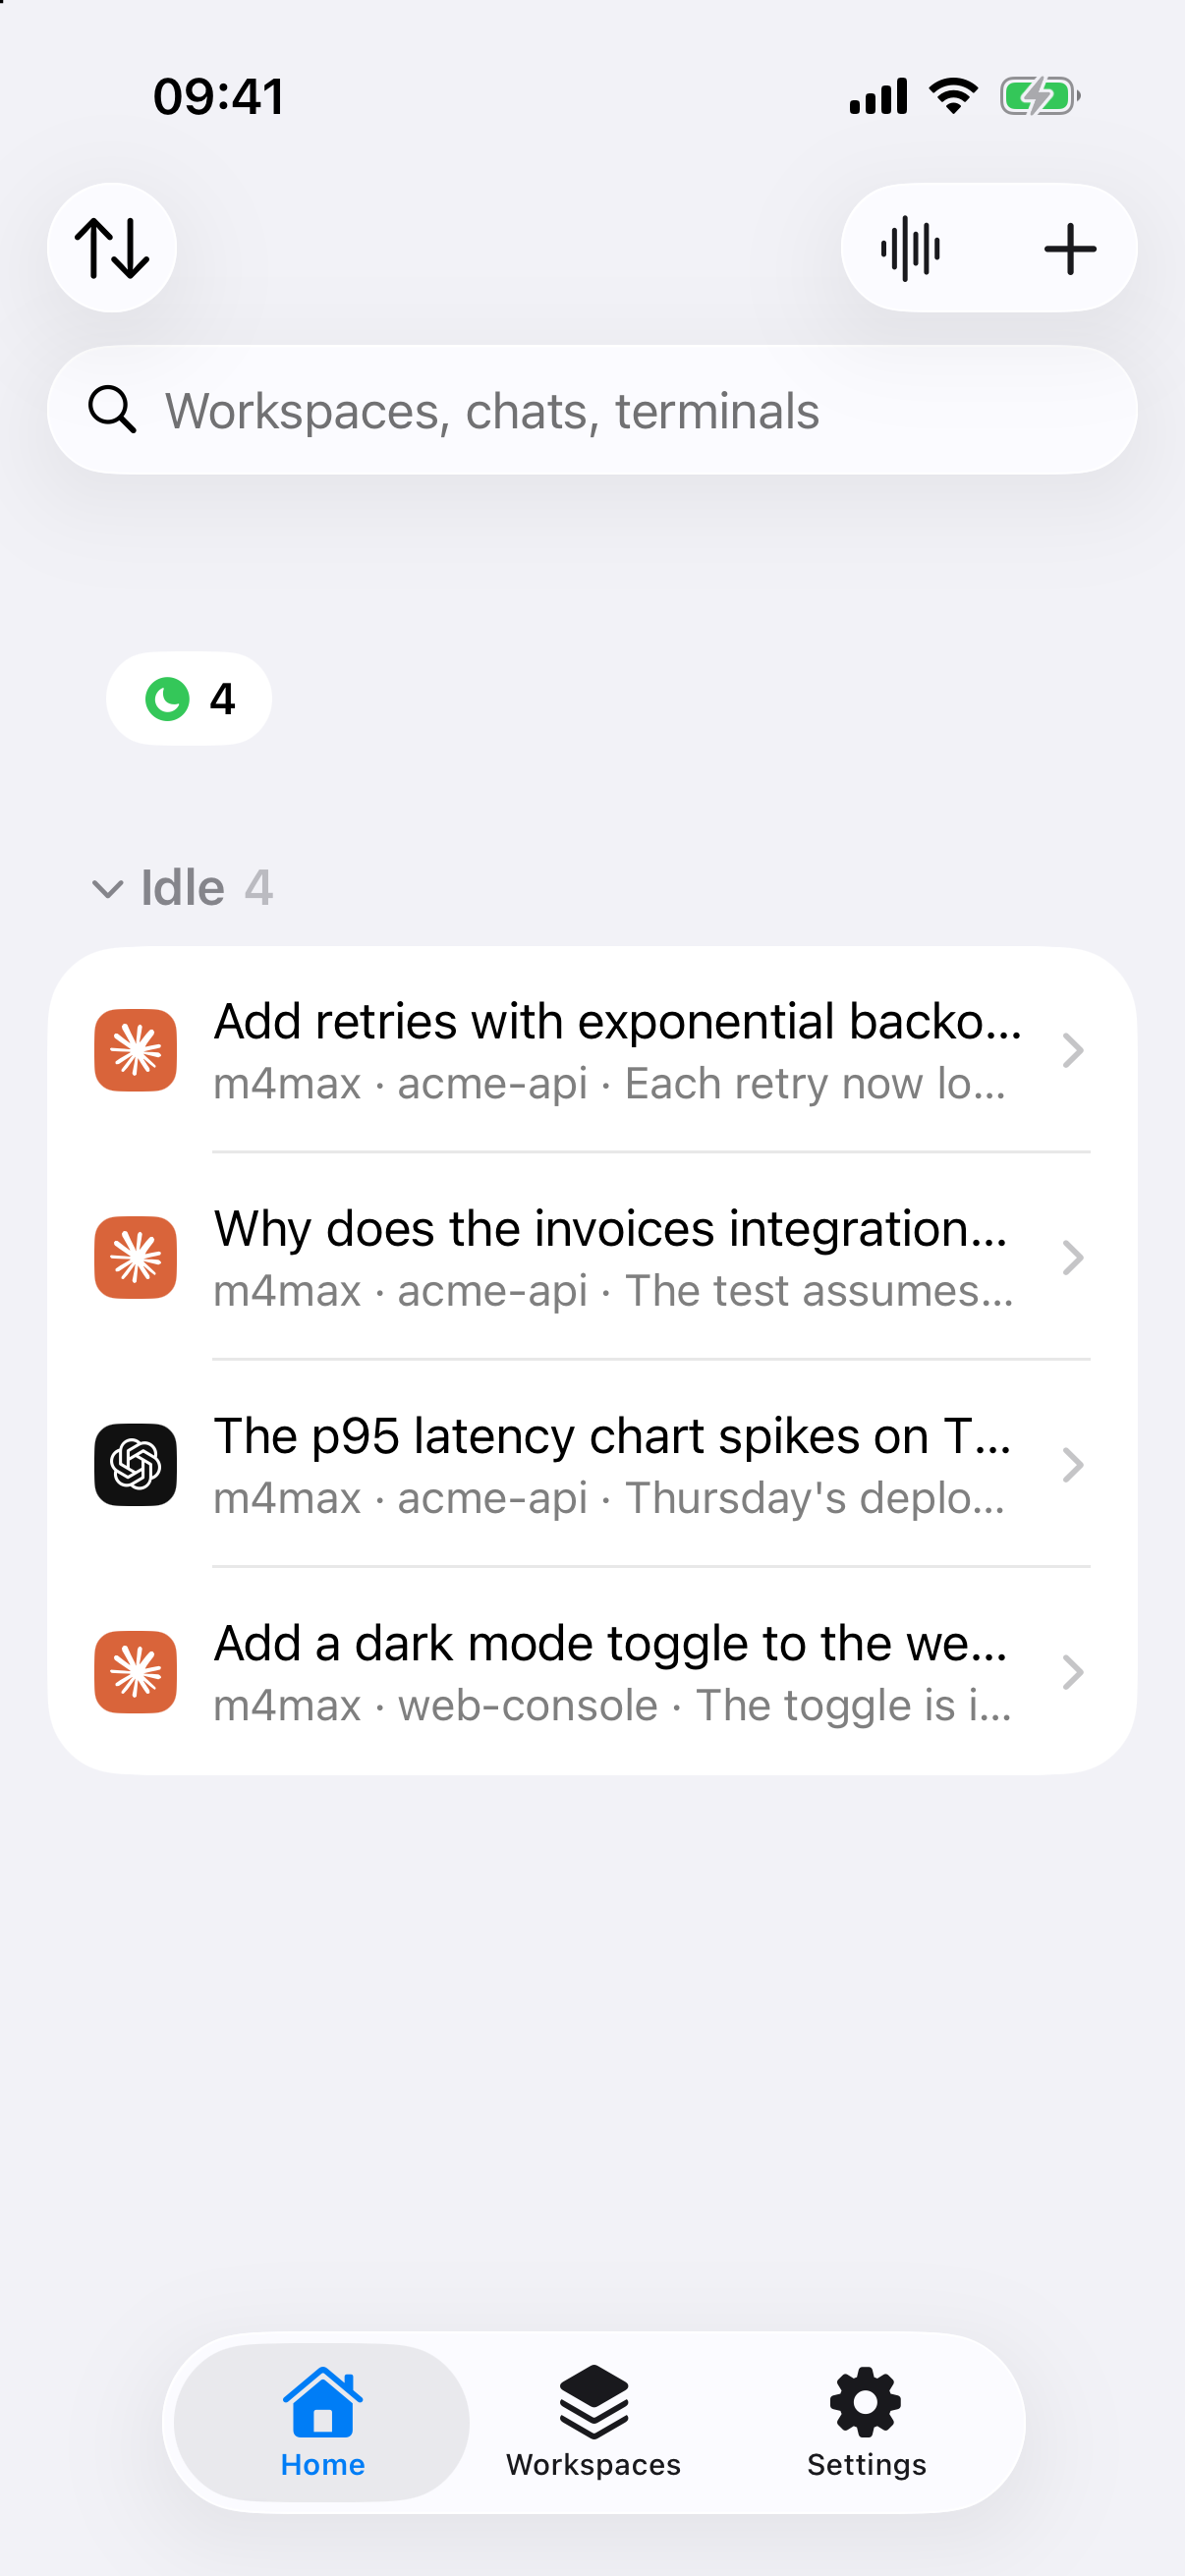 09:41
Workspaces, chats, terminals
4
Idle 4
Add retries with exponential backo...
m4max · acme-api · Each retry now lo...
Why does the invoices integration...
m4max · acme-api · The test assumes...
The p95 latency chart spikes on T...
m4max · acme-api · Thursday's deplo...
Add a dark mode toggle to the we...
m4max · web-console · The toggle is i...
Home
Workspaces
Settings